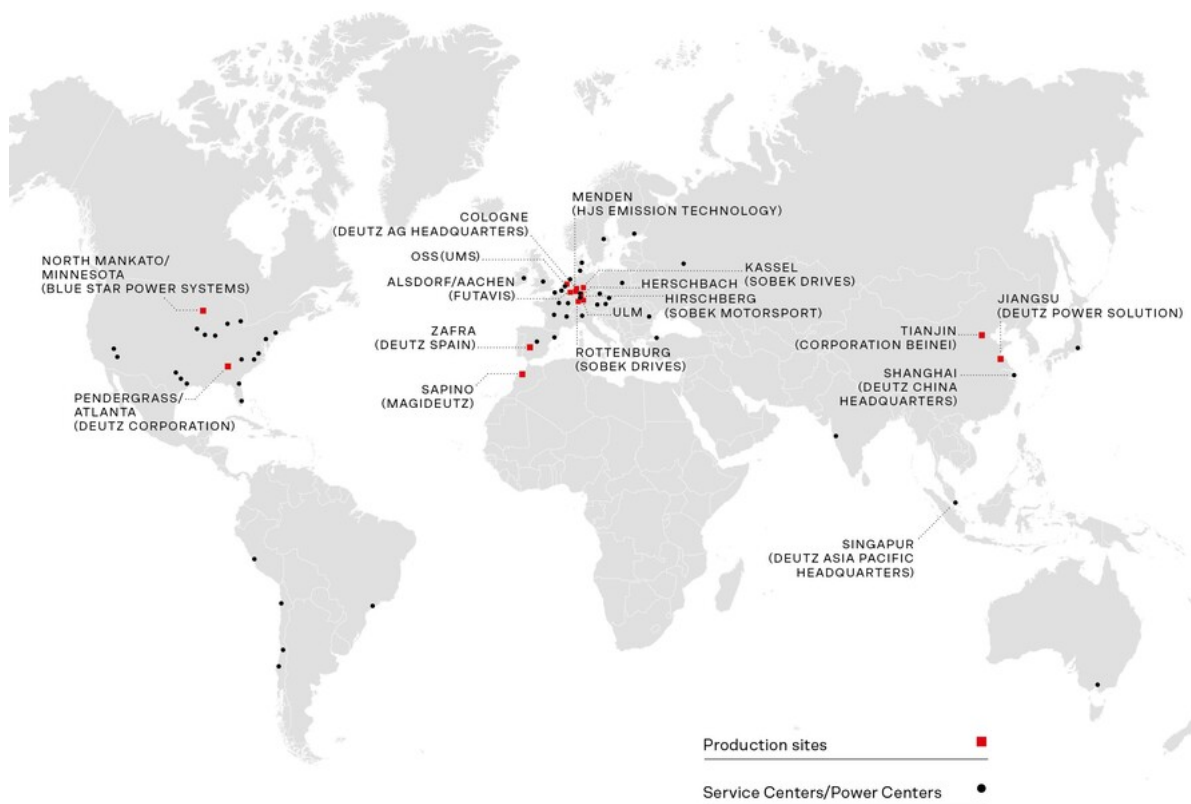 MENDEN
(HJS EMISSION TECHNOLOGY)
COLOGNE
(DEUTZ AG HEADQUARTERS)
OSS(UMS)
ALSDORF/AACHEN
(FUTAVIS)
NORTH MANKATO/
MINNESOTA
(BLUE STAR POWER SYSTEMS)
KASSEL
(SOBEK DRIVES)
HERSCHBACH
HIRSCHBERG
(SOBEK MOTORSPORT)
ULM
JIANGSU
(DEUTZ POWER SOLUTION)
ZAFRA
(DEUTZ SPAIN)
TIANJIN
(CORPORATION BEINEI)
ROTTENBURG
(SOBEK DRIVES)
SHANGHAI
(DEUTZ CHINA
HEADQUARTERS)
SAPINO
(MAGIDEUTZ)
PENDERGRASS/
ATLANTA
(DEUTZ CORPORATION)
SINGAPUR
(DEUTZ ASIA PACIFIC
HEADQUARTERS)
Production sites
Service Centers/Power Centers